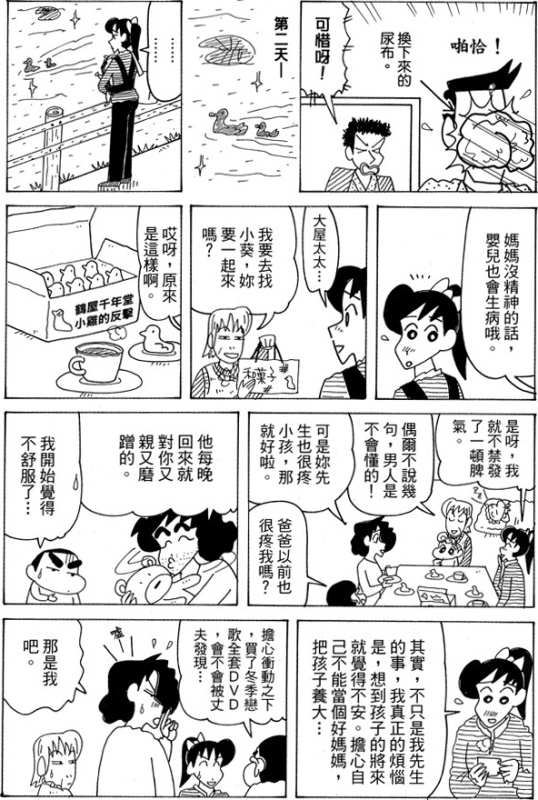 啪恰！
換下來的
尿布。
可惜呀！
第二天—
………
………
媽媽沒精神的話，
嬰兒也會生病哦。
大屋太太…
我要去找
小葵，妳
要一起來
嗎？
和菓子
哎呀，原來
是這樣啊。
鶴屋千年堂
小雞的反擊
是呀，我
就不禁發
了一頓脾
氣。
偶爾不說幾
句，男人是
不會懂的！
可是妳先
生也很疼
小孩，那
就好啦。
爸爸以前也
很疼我嗎？
他每晚
回來就
對你又
親又磨
蹭的。
我開始覺得
不舒服了…
其實，不只是我先生
的事，我真正的煩惱
是，想到孩子的將來
就覺得不安。擔心自
己不能當個好媽媽，
把孩子養大…
擔心衝動之下
，買了冬季戀
歌全套DVD
，會不會被丈
夫發現…
噓
那是我
吧。